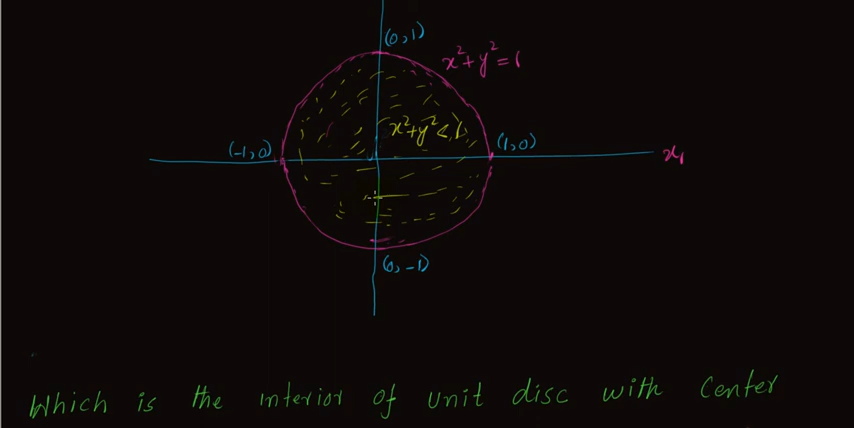 (0,1)
x²+y²=1
x²+y²<1
(-1,0)
(1,0)
x₁
(0,-1)
Which is the interior of unit disc with center